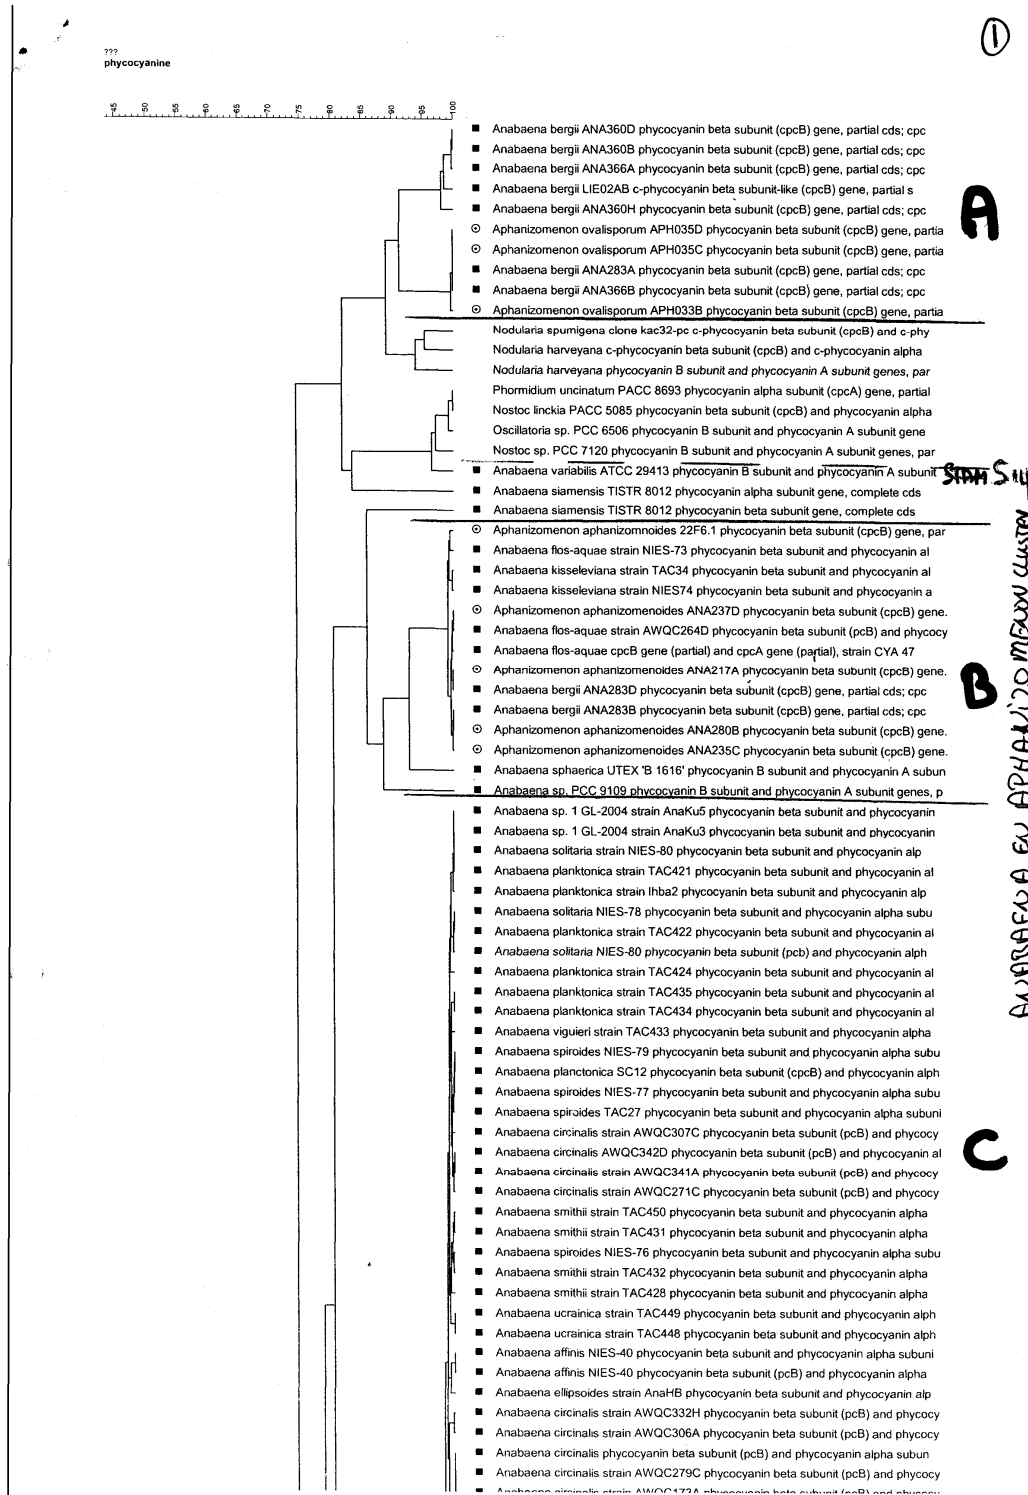 1
???
phycocyanine
45 50 55 60 65 70 75 80 85 90 95 100
Anabaena bergii ANA360D phycocyanin beta subunit (cpcB) gene, partial cds; cpc
Anabaena bergii ANA360B phycocyanin beta subunit (cpcB) gene, partial cds; cpc
Anabaena bergii ANA366A phycocyanin beta subunit (cpcB) gene, partial cds; cpc
Anabaena bergii LIE02AB c-phycocyanin beta subunit-like (cpcB) gene, partial s
Anabaena bergii ANA360H phycocyanin beta subunit (cpcB) gene, partial cds; cpc
A
Aphanizomenon ovalisporum APH035D phycocyanin beta subunit (cpcB) gene, partia
Aphanizomenon ovalisporum APH035C phycocyanin beta subunit (cpcB) gene, partia
Anabaena bergii ANA283A phycocyanin beta subunit (cpcB) gene, partial cds; cpc
Anabaena bergii ANA366B phycocyanin beta subunit (cpcB) gene, partial cds; cpc
Aphanizomenon ovalisporum APH033B phycocyanin beta subunit (cpcB) gene, partia
Nodularia spumigena clone kac32-pc c-phycocyanin beta subunit (cpcB) and c-phy
Nodularia harveyana c-phycocyanin beta subunit (cpcB) and c-phycocyanin alpha
Nodularia harveyana phycocyanin B subunit and phycocyanin A subunit genes, par
Phormidium uncinatum PACC 8693 phycocyanin alpha subunit (cpcA) gene, partial
Nostoc linckia PACC 5085 phycocyanin beta subunit (cpcB) and phycocyanin alpha
Oscillatoria sp. PCC 6506 phycocyanin B subunit and phycocyanin A subunit gene
Nostoc sp. PCC 7120 phycocyanin B subunit and phycocyanin A subunit genes, par
Anabaena variabilis ATCC 29413 phycocyanin B subunit and phycocyanin A subunit
Anabaena siamensis TISTR 8012 phycocyanin alpha subunit gene, complete cds
Anabaena siamensis TISTR 8012 phycocyanin beta subunit gene, complete cds
Aphanizomenon aphanizomnoides 22F6.1 phycocyanin beta subunit (cpcB) gene, par
Anabaena flos-aquae strain NIES-73 phycocyanin beta subunit and phycocyanin al
Anabaena kisseleviana strain TAC34 phycocyanin beta subunit and phycocyanin al
Anabaena kisseleviana strain NIES74 phycocyanin beta subunit and phycocyanin a
Aphanizomenon aphanizomenoides ANA237D phycocyanin beta subunit (cpcB) gene.
Anabaena flos-aquae strain AWQC264D phycocyanin beta subunit (pcB) and phycocy
Anabaena flos-aquae cpcB gene (partial) and cpcA gene (partial), strain CYA 47
Aphanizomenon aphanizomenoides ANA217A phycocyanin beta subunit (cpcB) gene.
B
Anabaena bergii ANA283D phycocyanin beta subunit (cpcB) gene, partial cds; cpc
Anabaena bergii ANA283B phycocyanin beta subunit (cpcB) gene, partial cds; cpc
Aphanizomenon aphanizomenoides ANA280B phycocyanin beta subunit (cpcB) gene.
Aphanizomenon aphanizomenoides ANA235C phycocyanin beta subunit (cpcB) gene.
Anabaena sphaerica UTEX 'B 1616' phycocyanin B subunit and phycocyanin A subun
Anabaena sp. PCC 9109 phycocyanin B subunit and phycocyanin A subunit genes, p
ANABAENA EN APHANIZOMENON CLUSTER
Anabaena sp. 1 GL-2004 strain AnaKu5 phycocyanin beta subunit and phycocyanin
Anabaena sp. 1 GL-2004 strain AnaKu3 phycocyanin beta subunit and phycocyanin
Anabaena solitaria strain NIES-80 phycocyanin beta subunit and phycocyanin alp
Anabaena planktonica strain TAC421 phycocyanin beta subunit and phycocyanin al
Anabaena planktonica strain Ihba2 phycocyanin beta subunit and phycocyanin alp
Anabaena solitaria NIES-78 phycocyanin beta subunit and phycocyanin alpha subu
Anabaena planktonica strain TAC422 phycocyanin beta subunit and phycocyanin al
Anabaena solitaria NIES-80 phycocyanin beta subunit (pcb) and phycocyanin alph
Anabaena planktonica strain TAC424 phycocyanin beta subunit and phycocyanin al
Anabaena planktonica strain TAC435 phycocyanin beta subunit and phycocyanin al
Anabaena planktonica strain TAC434 phycocyanin beta subunit and phycocyanin al
Anabaena viguieri strain TAC433 phycocyanin beta subunit and phycocyanin alpha
Anabaena spiroides NIES-79 phycocyanin beta subunit and phycocyanin alpha subu
Anabaena planctonica SC12 phycocyanin beta subunit (cpcB) and phycocyanin alph
Anabaena spiroides NIES-77 phycocyanin beta subunit and phycocyanin alpha subu
Anabaena spiroides TAC27 phycocyanin beta subunit and phycocyanin alpha subuni
Anabaena circinalis strain AWQC307C phycocyanin beta subunit (pcB) and phycocy
Anabaena circinalis AWQC342D phycocyanin beta subunit (pcB) and phycocyanin al
C
Anabaena circinalis strain AWQC341A phycocyanin beta subunit (pcB) and phycocy
Anabaena circinalis strain AWQC271C phycocyanin beta subunit (pcB) and phycocy
Anabaena smithii strain TAC450 phycocyanin beta subunit and phycocyanin alpha
Anabaena smithii strain TAC431 phycocyanin beta subunit and phycocyanin alpha
Anabaena spiroides NIES-76 phycocyanin beta subunit and phycocyanin alpha subu
Anabaena smithii strain TAC432 phycocyanin beta subunit and phycocyanin alpha
Anabaena smithii strain TAC428 phycocyanin beta subunit and phycocyanin alpha
Anabaena ucrainica strain TAC449 phycocyanin beta subunit and phycocyanin alph
Anabaena ucrainica strain TAC448 phycocyanin beta subunit and phycocyanin alph
Anabaena affinis NIES-40 phycocyanin beta subunit and phycocyanin alpha subuni
Anabaena affinis NIES-40 phycocyanin beta subunit (pcB) and phycocyanin alpha
Anabaena ellipsoides strain AnaHB phycocyanin beta subunit and phycocyanin alp
Anabaena circinalis strain AWQC332H phycocyanin beta subunit (pcB) and phycocy
Anabaena circinalis strain AWQC306A phycocyanin beta subunit (pcB) and phycocy
Anabaena circinalis phycocyanin beta subunit (pcB) and phycocyanin alpha subun
Anabaena circinalis strain AWQC279C phycocyanin beta subunit (pcB) and phycocy
Anabaena circinalis strain AWQC173A phycocyanin beta subunit (pcB) and phycocy